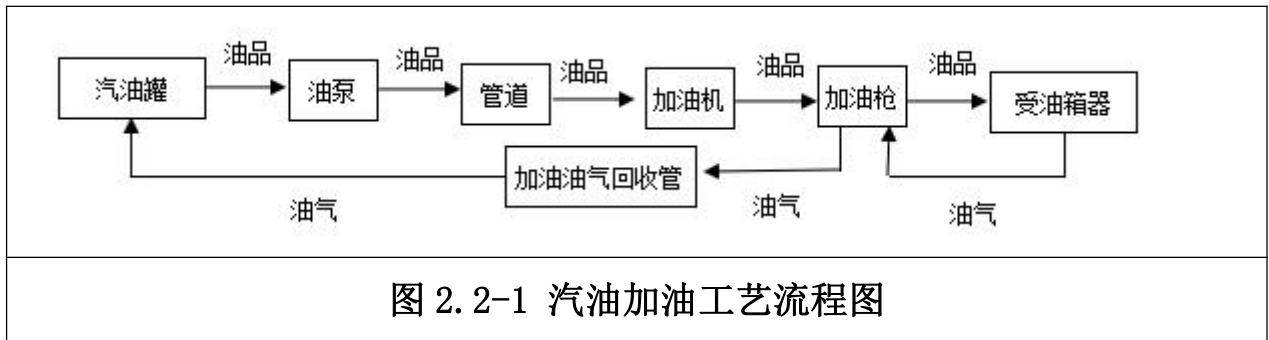 油品 油品 油品 油品 油品
汽油罐 油泵 管道 加油机 加油枪 受油箱器
加油油气回收管
油气 油气 油气
图 2.2-1 汽油加油工艺流程图